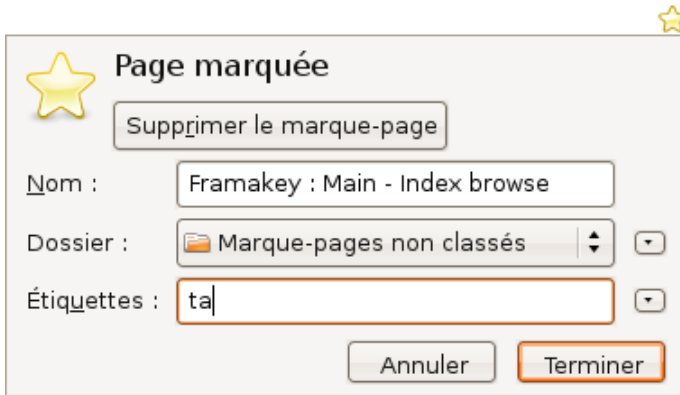 Page marquée
Supprimer le marque-page
Nom : Framakey : Main - Index browse
Dossier : Marque-pages non classés
Étiquettes : ta
Annuler Terminer